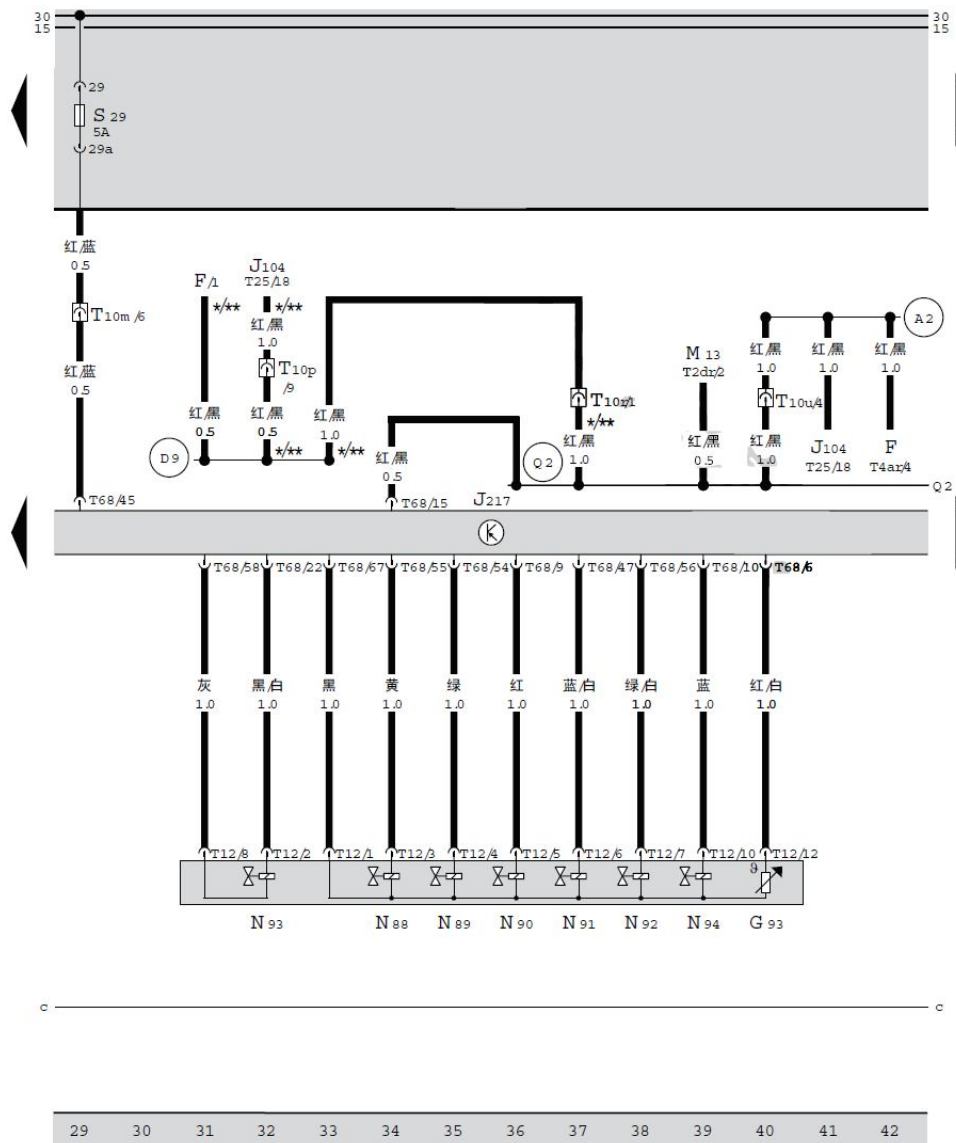 30 30
15 15
29
S 29
5A
29a
红/蓝
0.5
F/1
J104
T25/18
*/** */**
T10m/6
红/黑
1.0
T10p
/9
M 13
T2dr/2
红/黑 红/黑 红/黑
1.0 1.0 1.0
A2
红/蓝
0.5
T10r/1
*/**
T10u/4
红/黑 红/黑 红/黑
0.5 0.5 1.0
*/** */**
D9
红/黑
0.5
Q2
红/黑
1.0
红/黑
0.5
红/黑
1.0
J104
T25/18
F
T4ar/4
Q2
T68/45 T68/15 J217
T68/58 T68/22 T68/67 T68/55 T68/54 T68/9 T68/47 T68/56 T68/10 T68/6
灰 黑/白 黑 黄 绿 红 蓝/白 绿/白 蓝 红/白
1.0 1.0 1.0 1.0 1.0 1.0 1.0 1.0 1.0 1.0
T12/8 T12/2 T12/1 T12/3 T12/4 T12/5 T12/6 T12/7 T12/10 T12/12
ϑ
N 93 N 88 N 89 N 90 N 91 N 92 N 94 G 93
c c
29 30 31 32 33 34 35 36 37 38 39 40 41 42